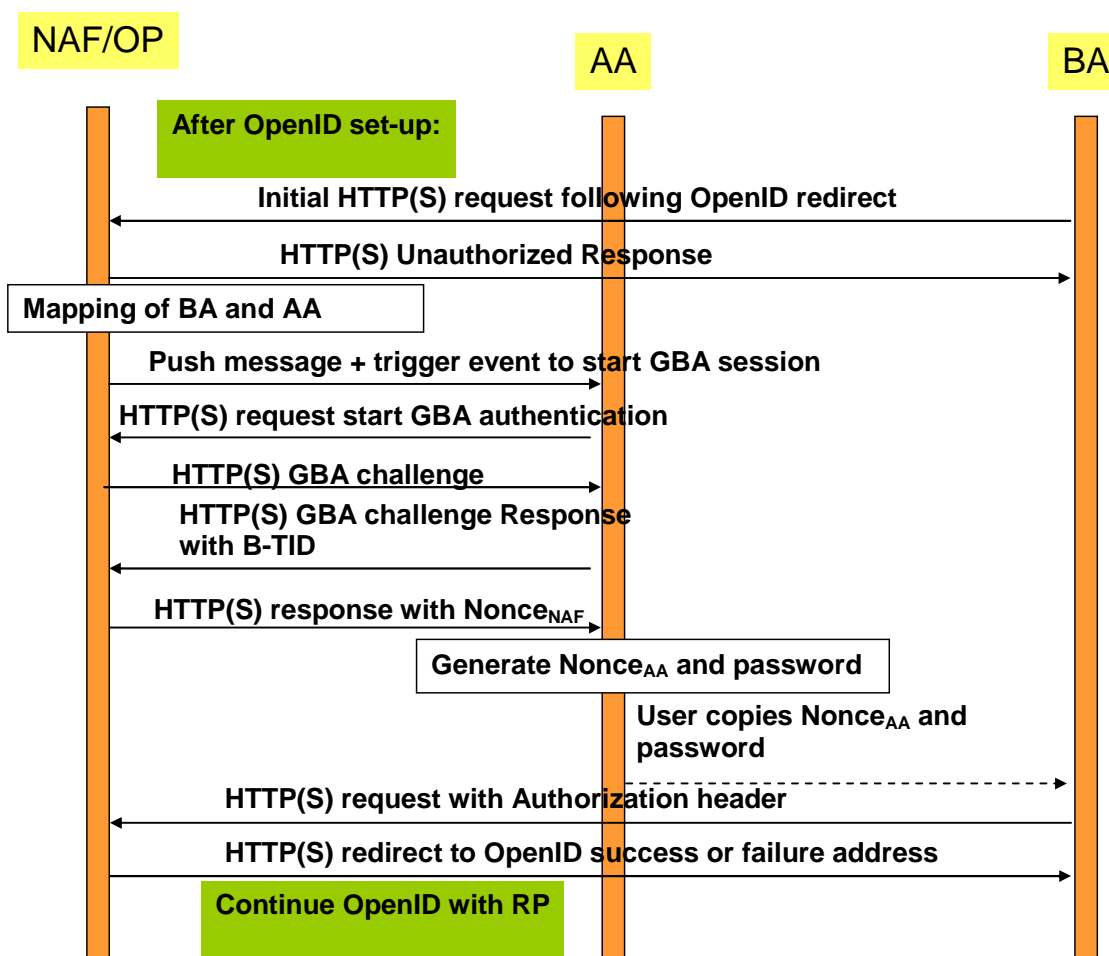 NAF/OP
AA
BA
After OpenID set-up:
Initial HTTP(S) request following OpenID redirect
HTTP(S) Unauthorized Response
Mapping of BA and AA
Push message + trigger event to start GBA session
HTTP(S) request start GBA authentication
HTTP(S) GBA challenge
HTTP(S) GBA challenge Response
with B-TID
HTTP(S) response with NonceNAF
Generate NonceAA and password
User copies NonceAA and
password
HTTP(S) request with Authorization header
HTTP(S) redirect to OpenID success or failure address
Continue OpenID with RP